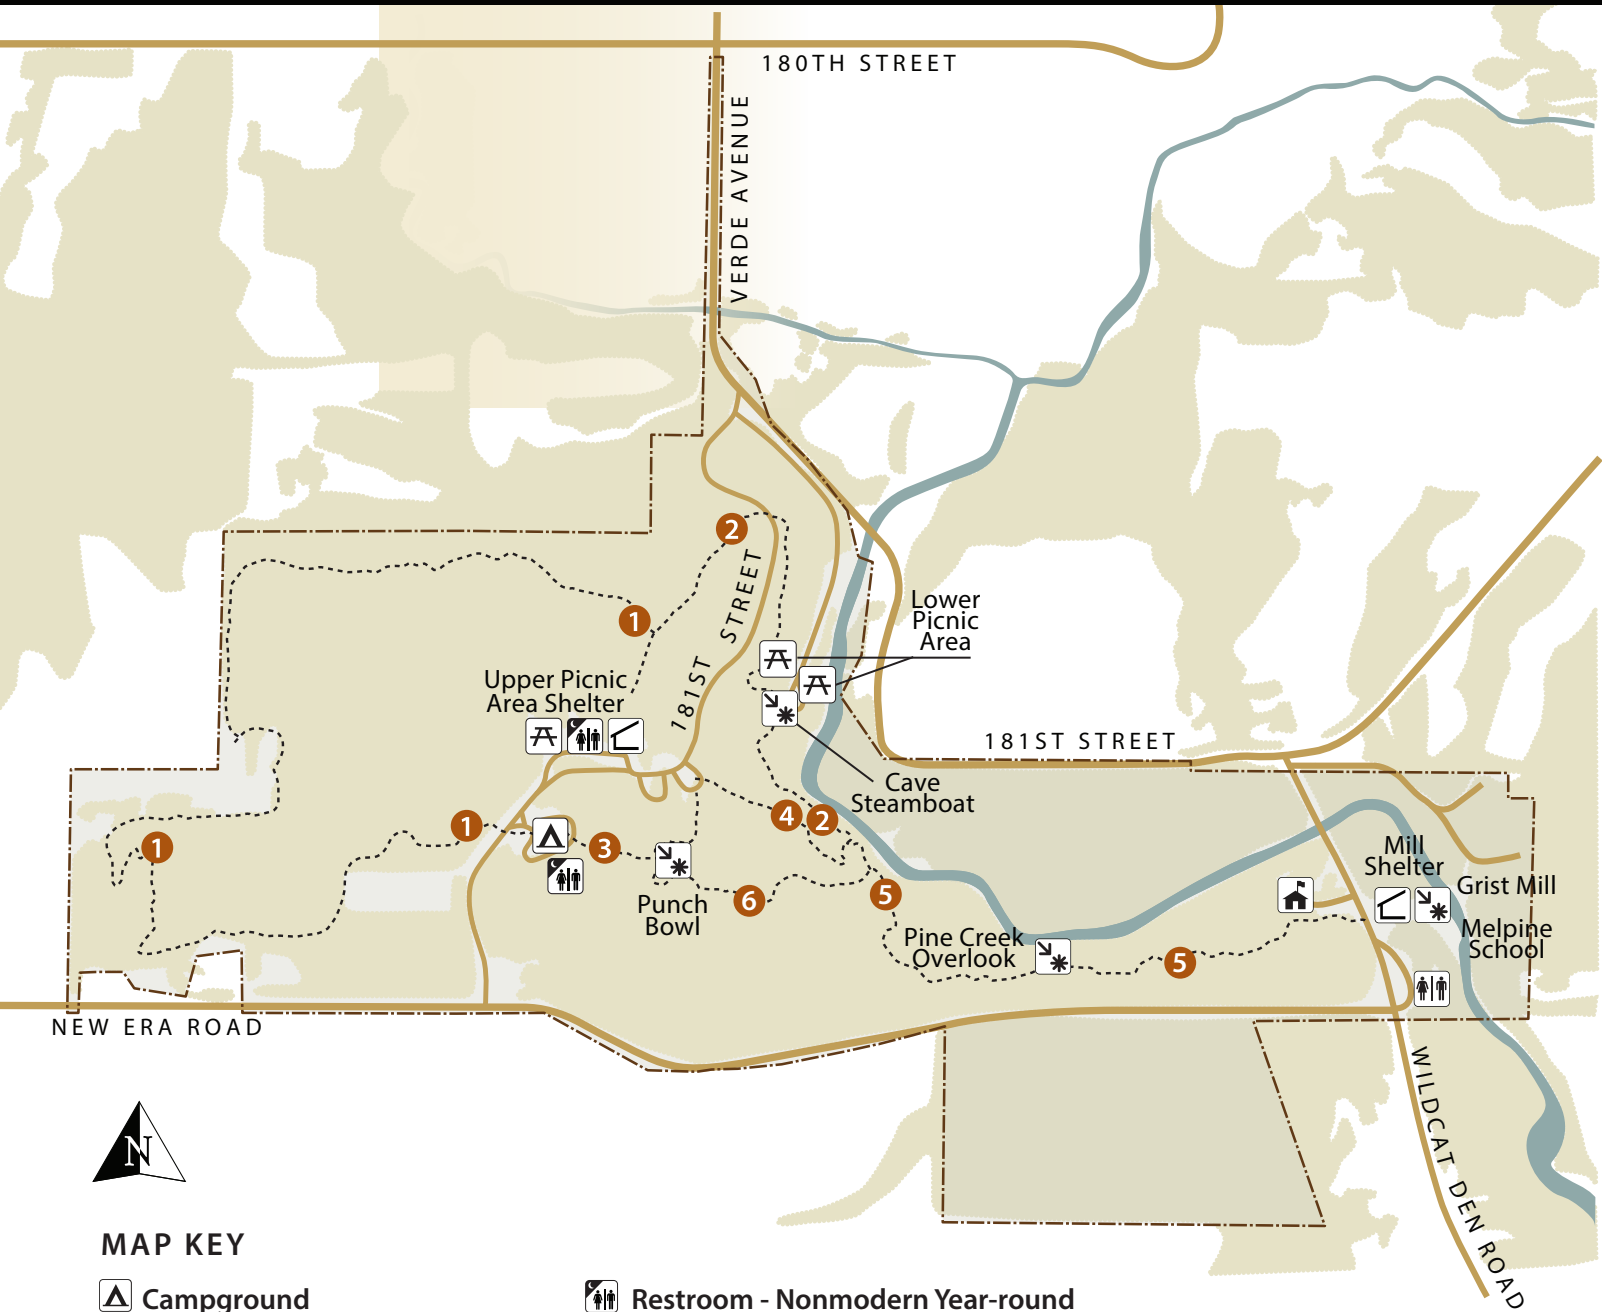 180TH STREET
VERDE AVENUE
2
Lower
Picnic
Area
1
181ST STREET
Upper Picnic
Area Shelter
181ST STREET
Cave
Steamboat
4
2
1
3
1
Mill
Shelter
Grist Mill
Punch
Bowl
6
5
Pine Creek
Overlook
5
Melpine
School
NEW ERA ROAD
WILDCAT DEN ROAD
N
MAP KEY
Campground
Restroom - Nonmodern Year-round